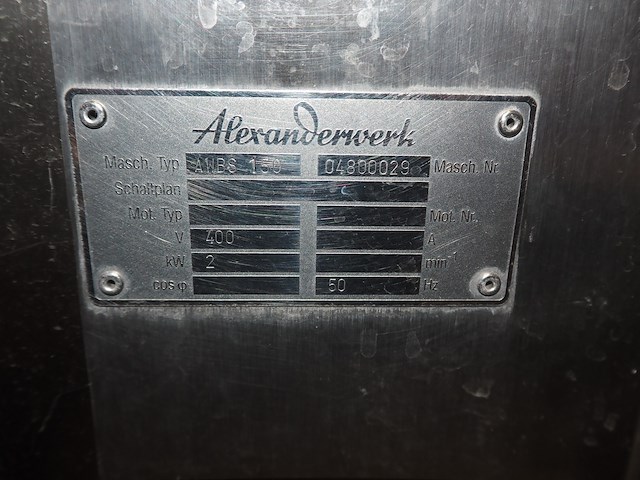 Alexanderwerk
Masch. Typ AWBS 150 04800029 Masch. Nr.
Schaltplan
Mot. Typ Mot. Nr.
V 400 A
kW 2 min⁻¹
cos φ 50 Hz